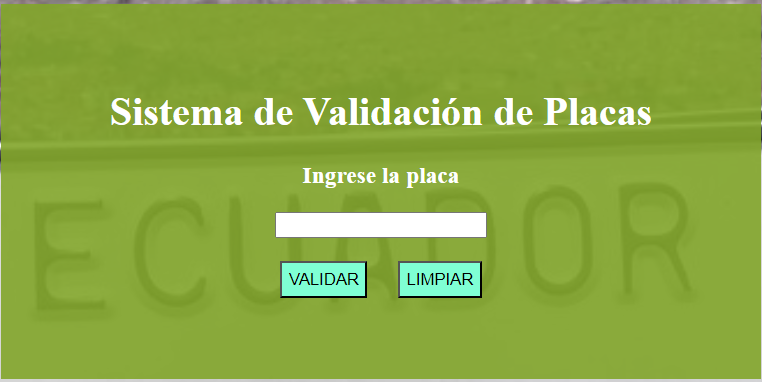 Sistema de Validación de Placas
Ingrese la placa
ECUADOR
VALIDAR LIMPIAR